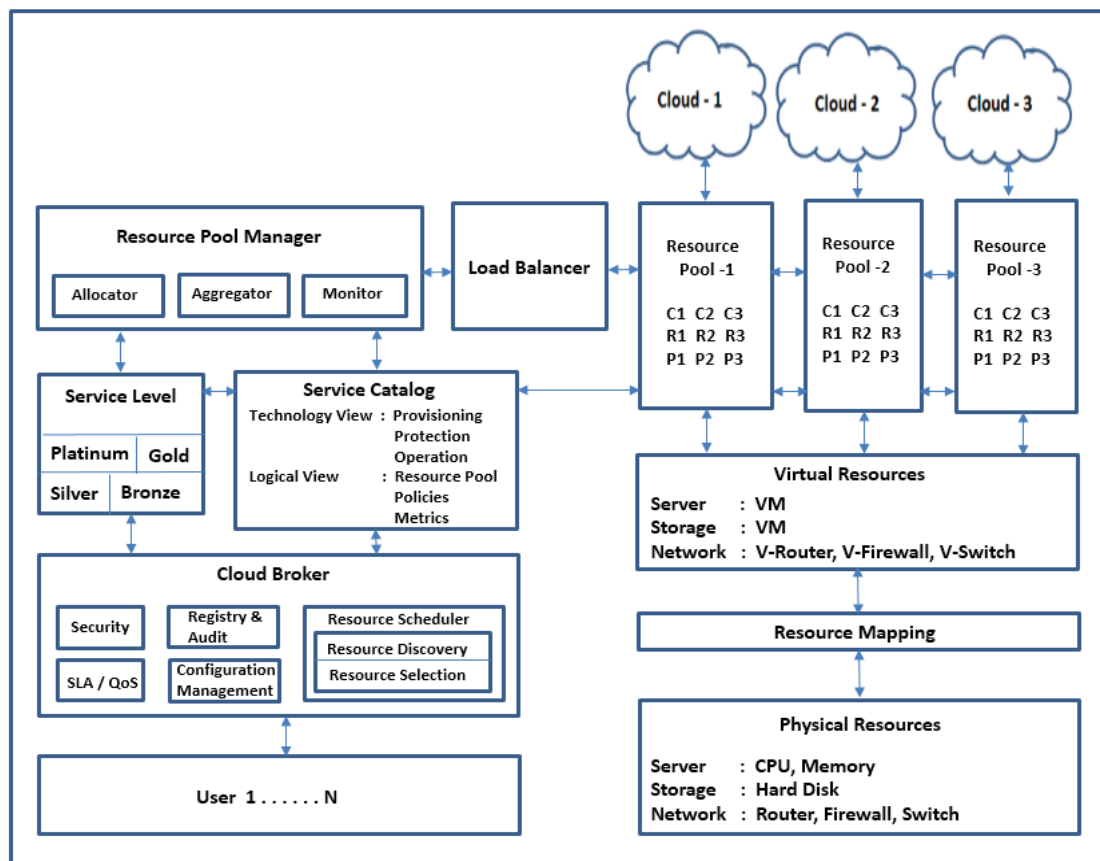 Cloud - 1
Cloud - 2
Cloud - 3
Resource Pool Manager
Allocator
Aggregator
Monitor
Load Balancer
Resource
Pool -1
C1 C2 C3
R1 R2 R3
P1 P2 P3
Resource
Pool -2
C1 C2 C3
R1 R2 R3
P1 P2 P3
Resource
Pool -3
C1 C2 C3
R1 R2 R3
P1 P2 P3
Service Level
Platinum
Gold
Silver
Bronze
Service Catalog
Technology View : Provisioning
Protection
Operation
Logical View : Resource Pool
Policies
Metrics
Virtual Resources
Server : VM
Storage : VM
Network : V-Router, V-Firewall, V-Switch
Cloud Broker
Security
Registry &
Audit
SLA / QoS
Configuration
Management
Resource Scheduler
Resource Discovery
Resource Selection
Resource Mapping
User 1 . . . . . . N
Physical Resources
Server : CPU, Memory
Storage : Hard Disk
Network : Router, Firewall, Switch